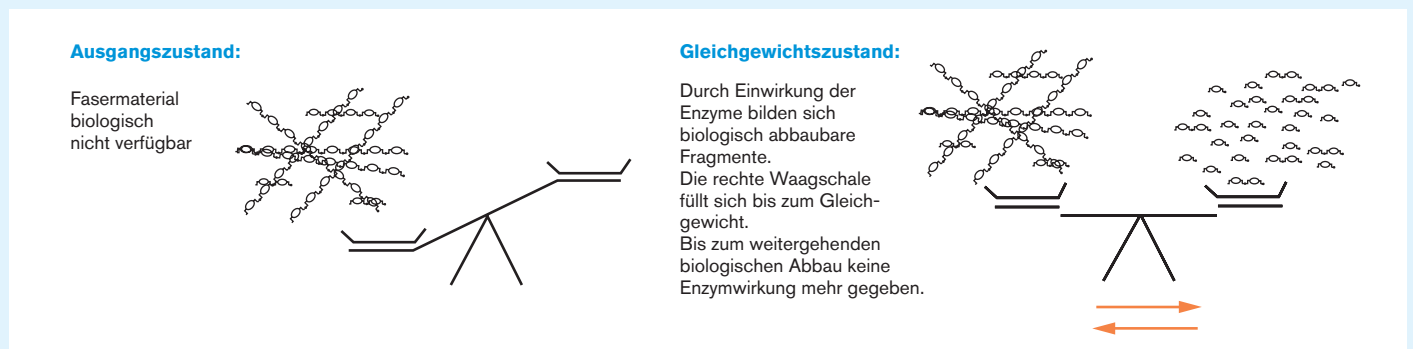 Ausgangszustand:
Fasermaterial
biologisch
nicht verfügbar
Gleichgewichtszustand:
Durch Einwirkung der
Enzyme bilden sich
biologisch abbaubare
Fragmente.
Die rechte Waagschale
füllt sich bis zum Gleich-
gewicht.
Bis zum weitergehenden
biologischen Abbau keine
Enzymwirkung mehr gegeben.